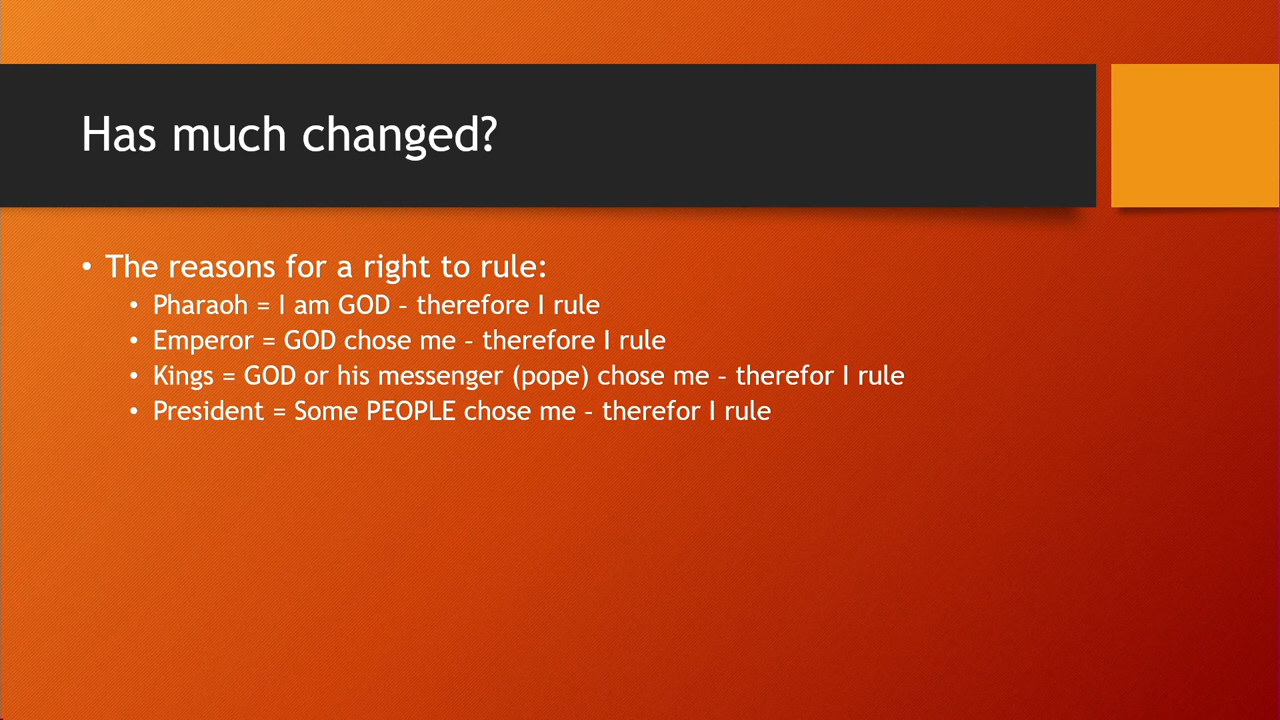 Has much changed?
• The reasons for a right to rule:
• Pharaoh = I am GOD – therefore I rule
• Emperor = GOD chose me – therefore I rule
• Kings = GOD or his messenger (pope) chose me – therefor I rule
• President = Some PEOPLE chose me – therefor I rule